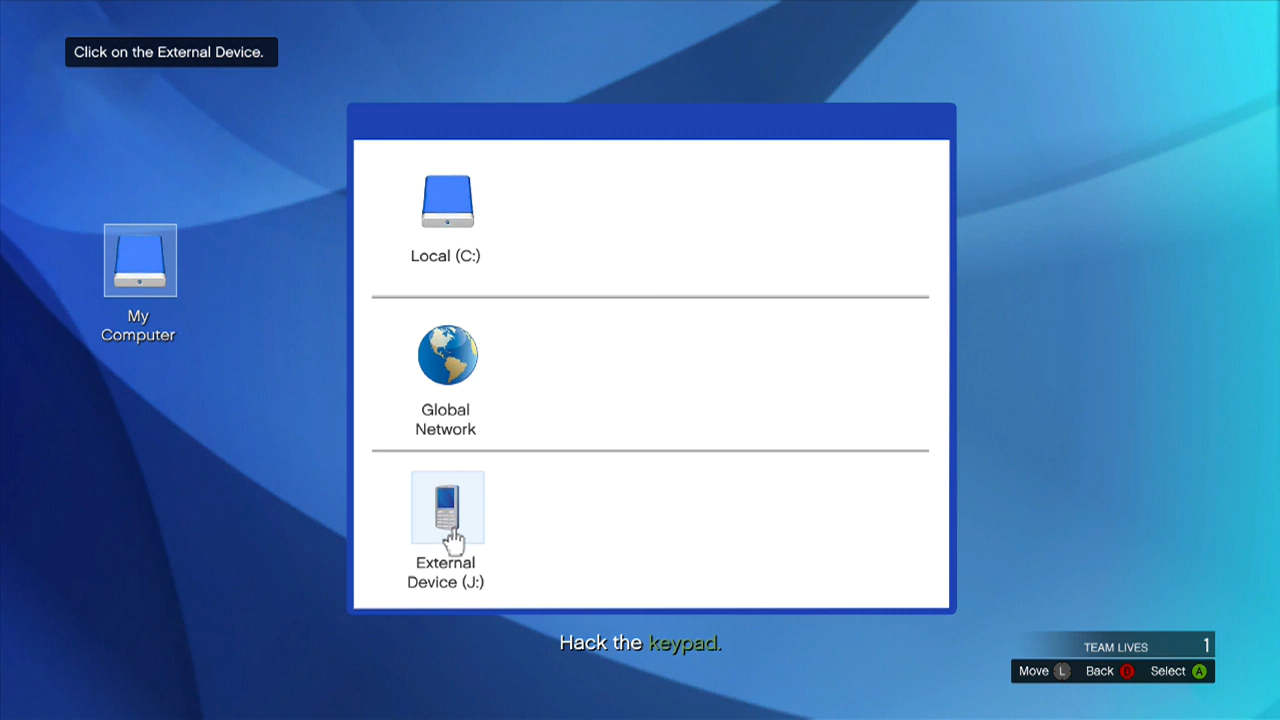 Click on the External Device.
Local (C:)
My
Computer
Global
Network
External
Device (J:)
Hack the keypad.
TEAM LIVES 1
Move L Back B Select A